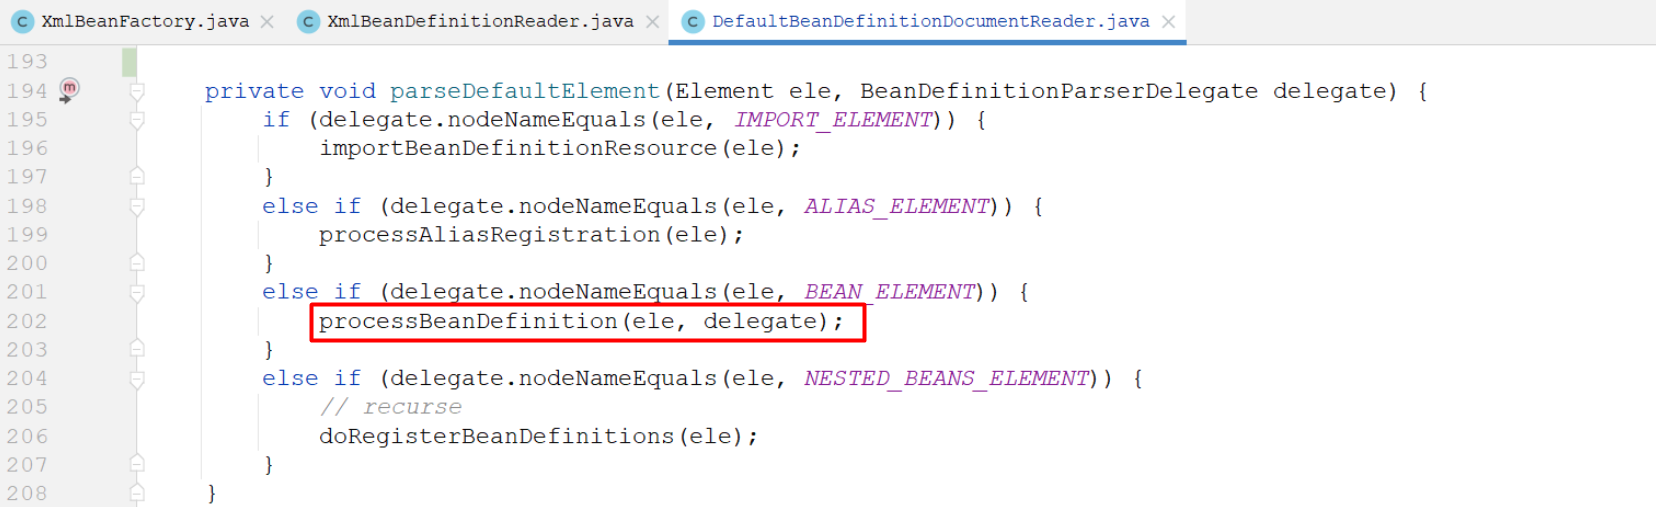 XmlBeanFactory.java XmlBeanDefinitionReader.java DefaultBeanDefinitionDocumentReader.java
193
194 private void parseDefaultElement(Element ele, BeanDefinitionParserDelegate delegate) {
195 if (delegate.nodeNameEquals(ele, IMPORT_ELEMENT)) {
196 importBeanDefinitionResource(ele);
197 }
198 else if (delegate.nodeNameEquals(ele, ALIAS_ELEMENT)) {
199 processAliasRegistration(ele);
200 }
201 else if (delegate.nodeNameEquals(ele, BEAN_ELEMENT)) {
202 processBeanDefinition(ele, delegate);
203 }
204 else if (delegate.nodeNameEquals(ele, NESTED_BEANS_ELEMENT)) {
205 // recurse
206 doRegisterBeanDefinitions(ele);
207 }
208 }